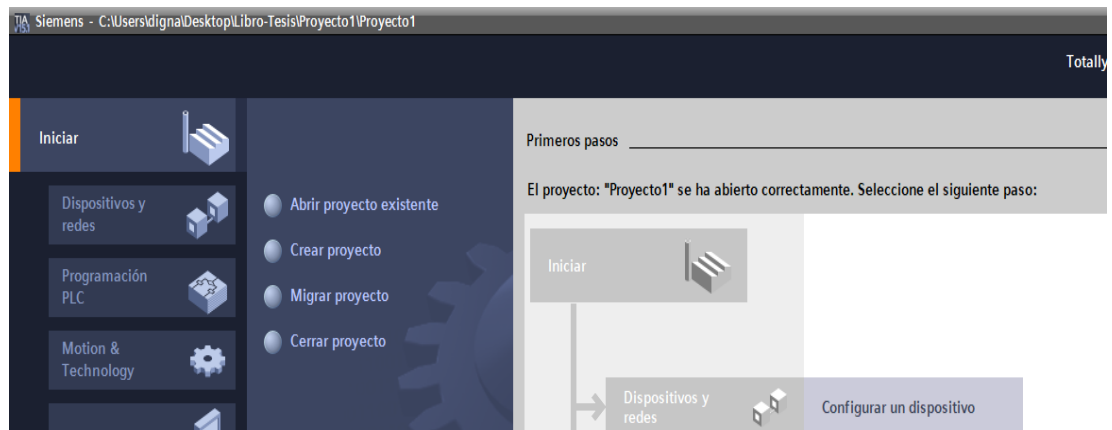 Siemens - C:\Users\digna\Desktop\Libro-Tesis\Proyecto1\Proyecto1
Totally
Iniciar
Dispositivos y
redes
Programación
PLC
Motion &
Technology
Abrir proyecto existente
Crear proyecto
Migrar proyecto
Cerrar proyecto
Primeros pasos
El proyecto: "Proyecto1" se ha abierto correctamente. Seleccione el siguiente paso:
Iniciar
Dispositivos y
redes
Configurar un dispositivo